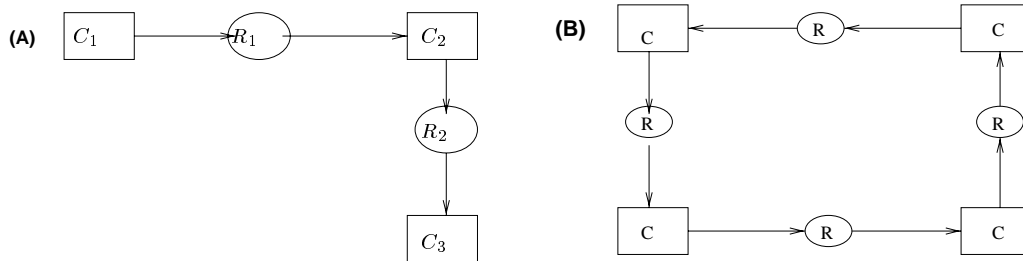 (A) C₁ R₁ C₂
R₂
C₃
(B) C R C
R R
C R C